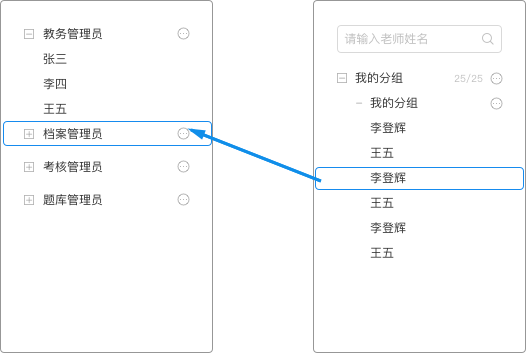 教务管理员
张三
李四
王五
档案管理员
考核管理员
题库管理员
请输入老师姓名
我的分组 25/25
我的分组
李登辉
王五
李登辉
王五
李登辉
王五